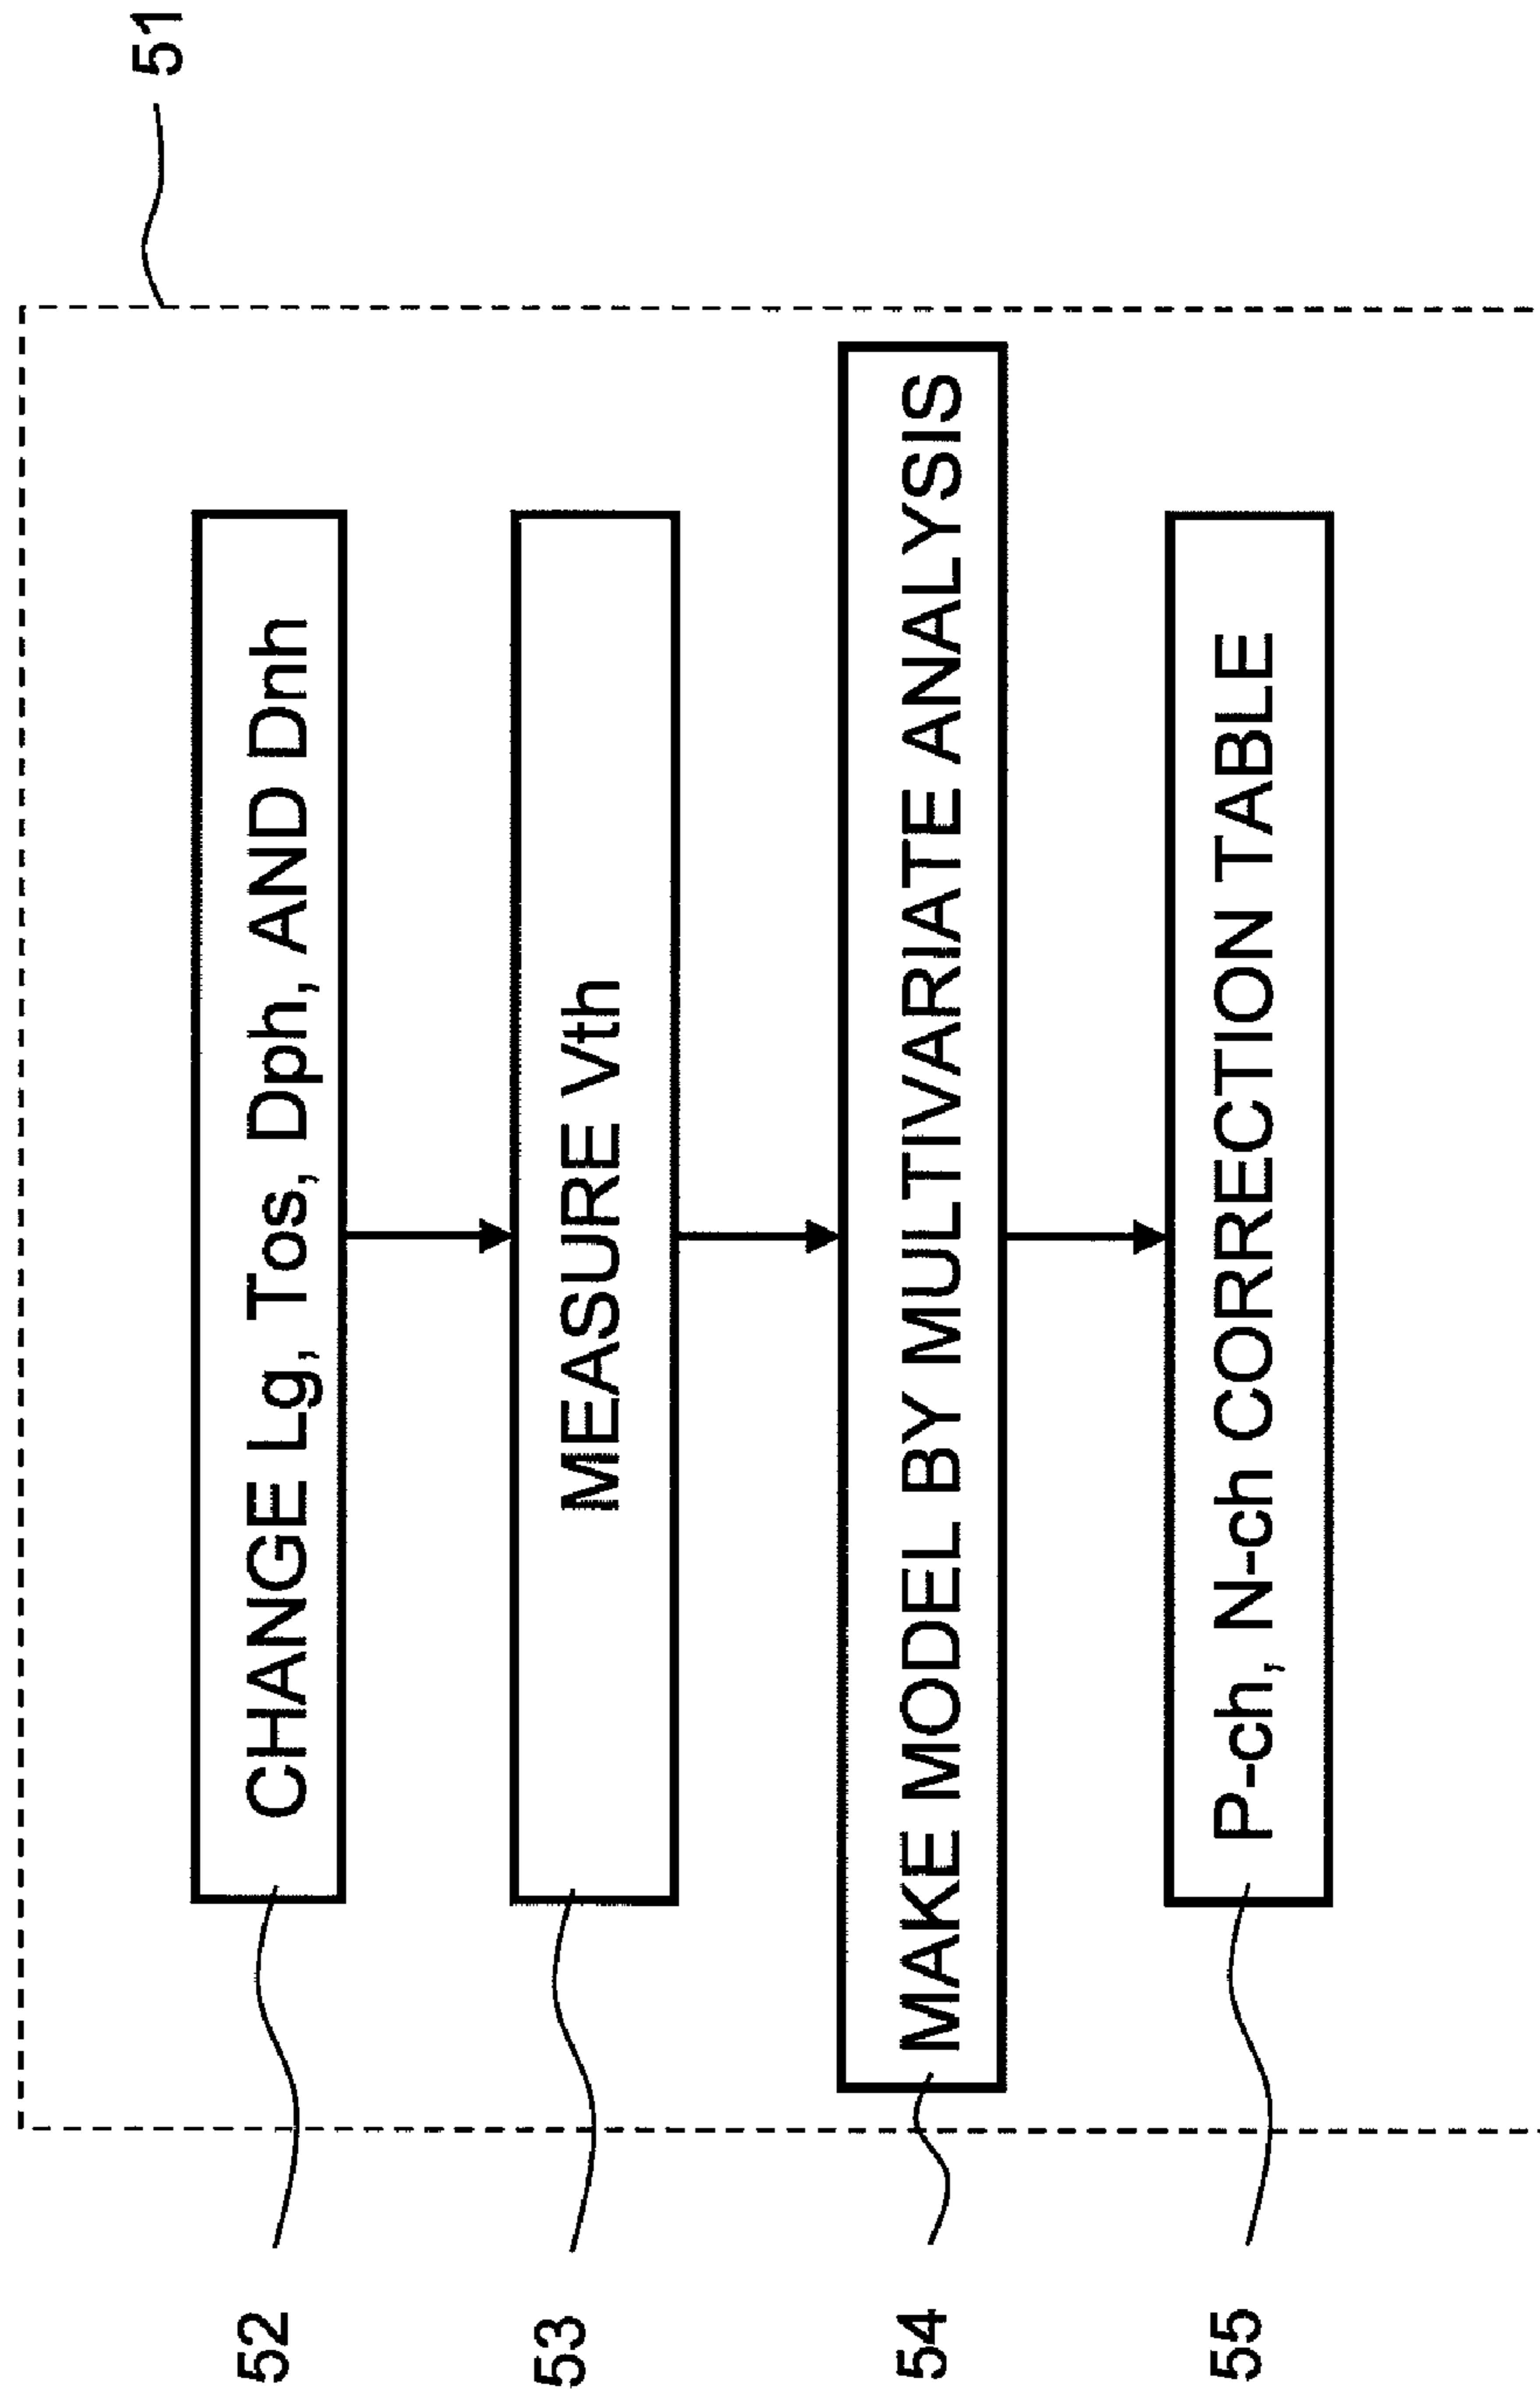 51
52
CHANGE Lg, Tos, Dph, AND Dnh
53
MEASURE Vth
54
MAKE MODEL BY MULTIVARIATE ANALYSIS
55
P-ch, N-ch CORRECTION TABLE